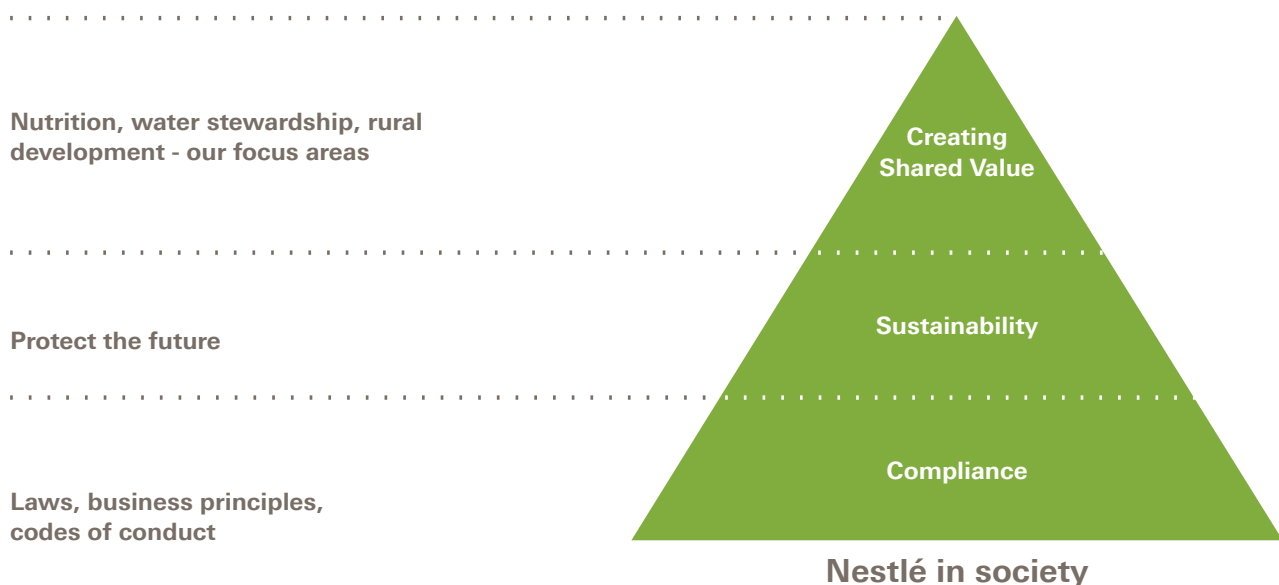 Nutrition, water stewardship, rural
development - our focus areas
Creating
Shared Value
Protect the future
Sustainability
Laws, business principles,
codes of conduct
Compliance
Nestlé in society